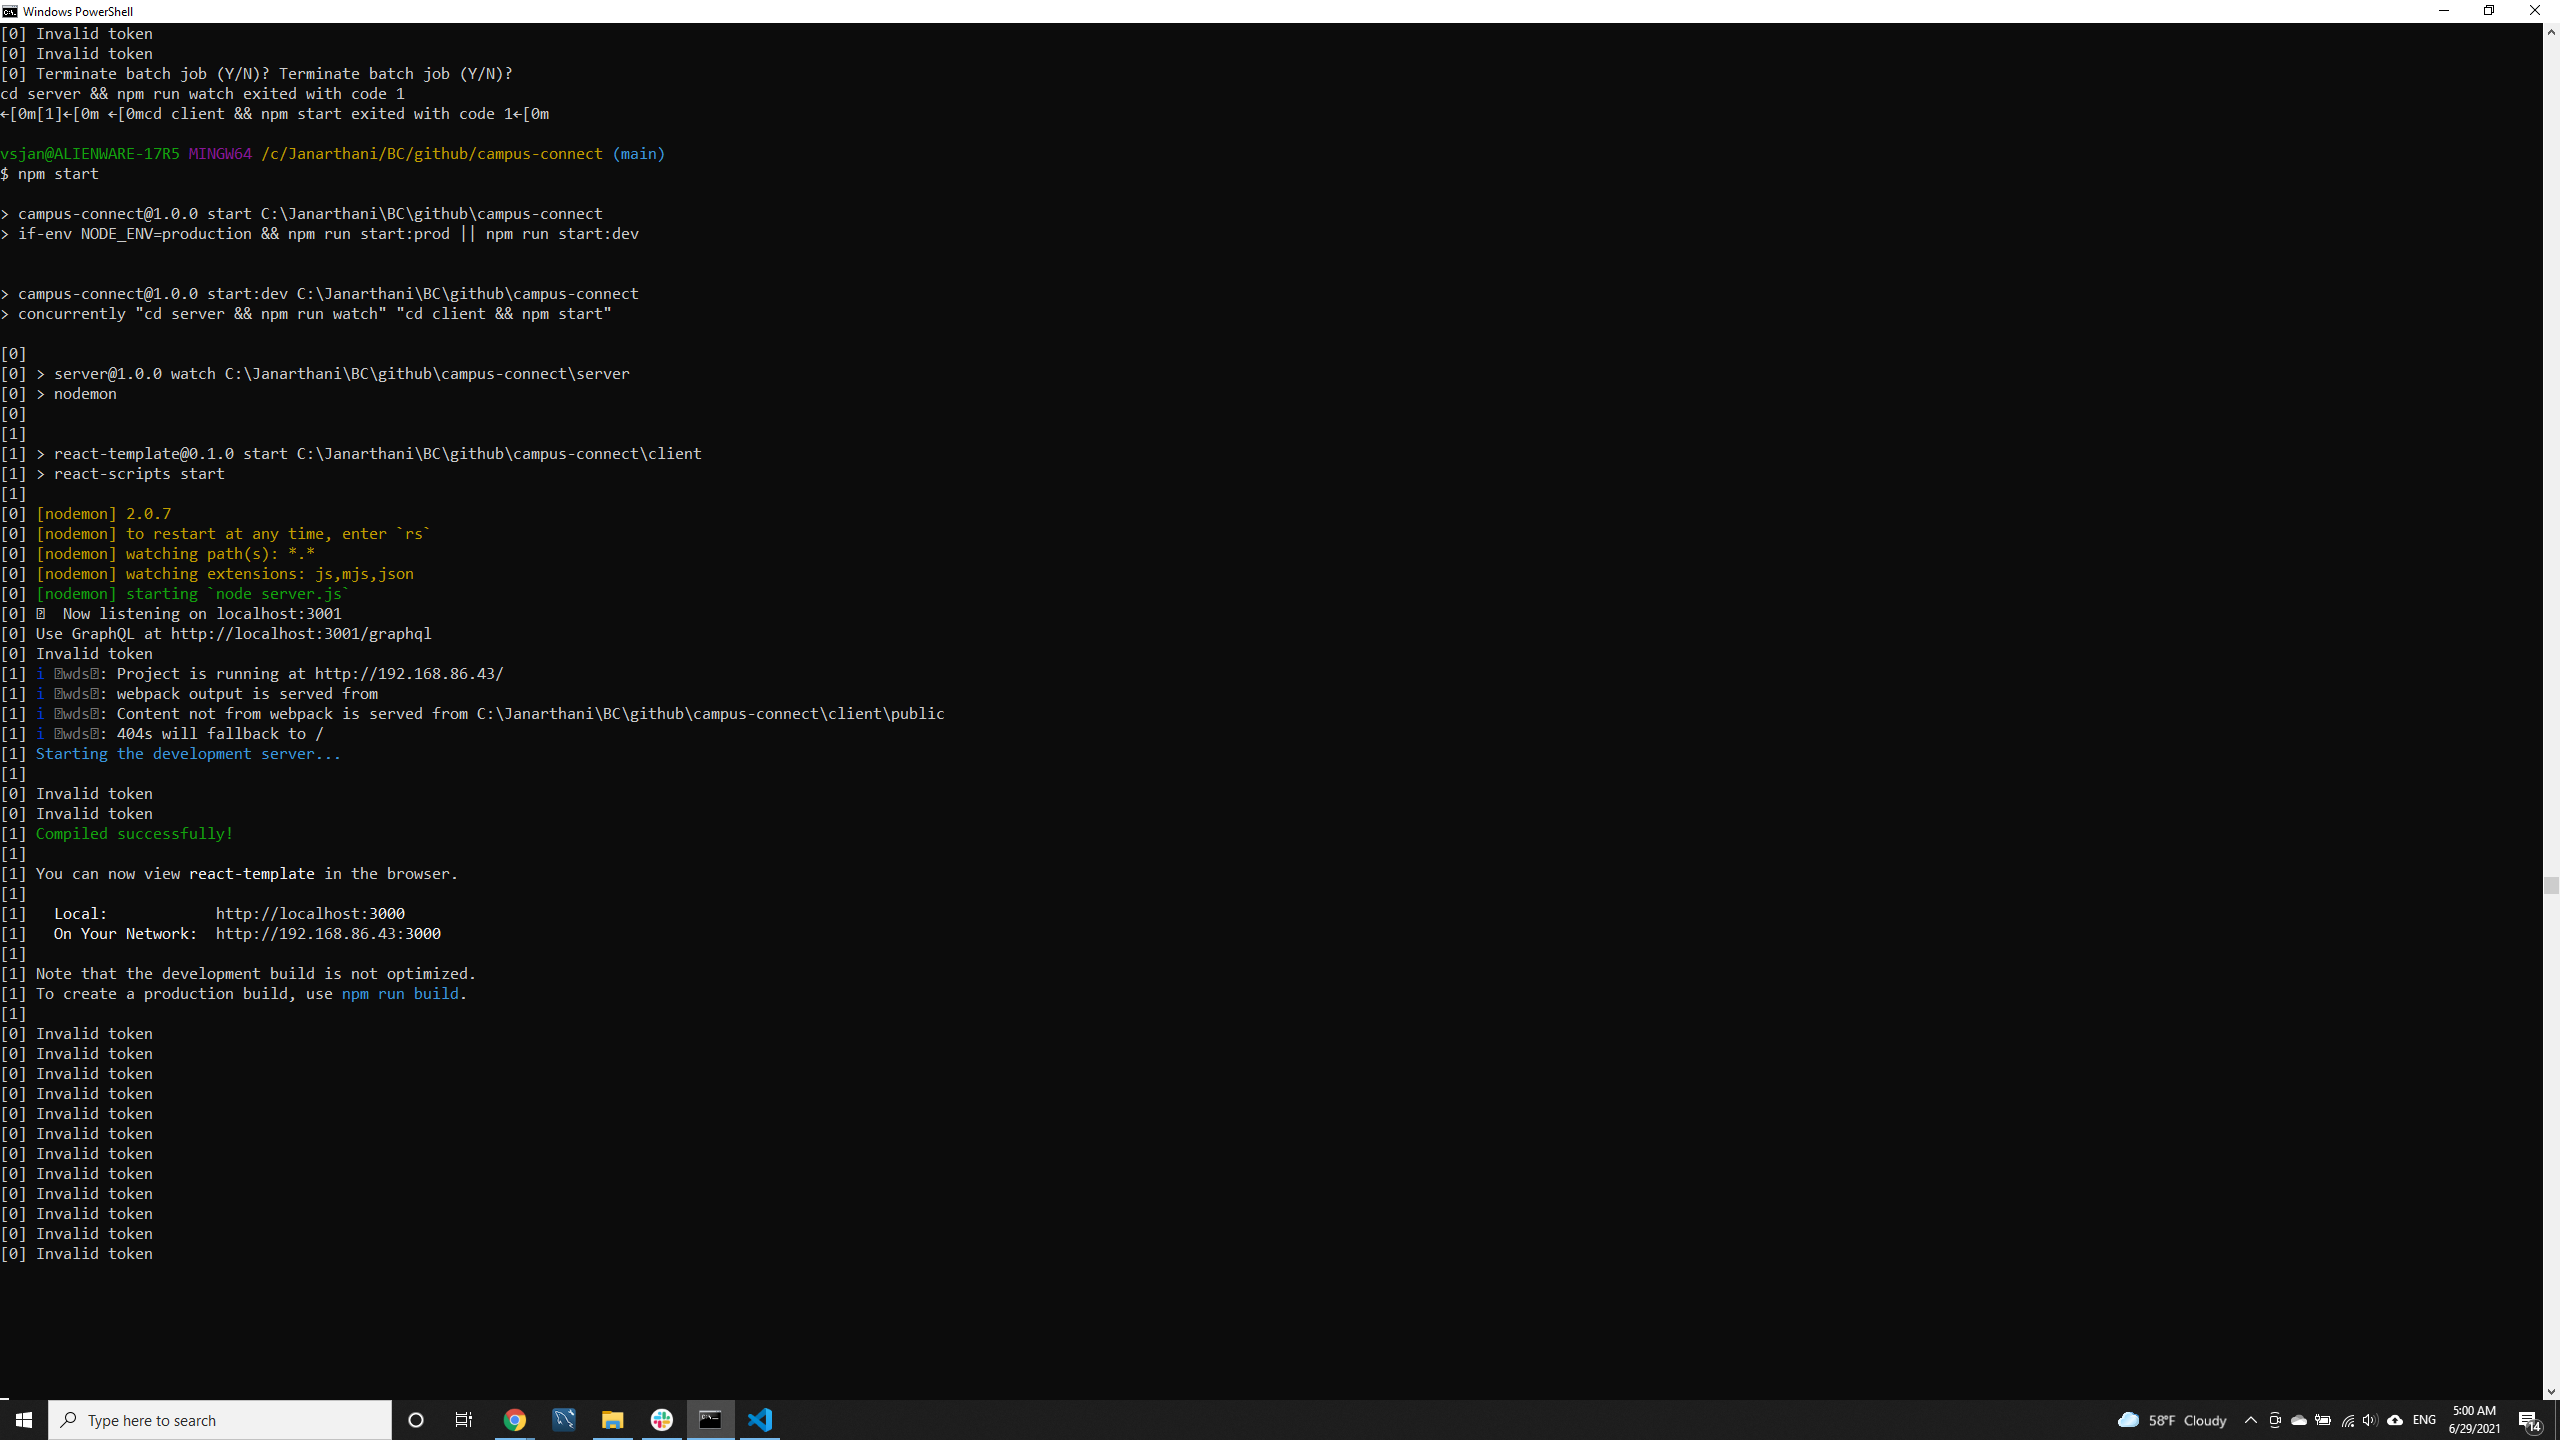 Windows PowerShell
[0] Invalid token
[0] Invalid token
[0] Terminate batch job (Y/N)? Terminate batch job (Y/N)?
cd server && npm run watch exited with code 1
←[0m[1]←[0m ←[0mcd client && npm start exited with code 1←[0m
vsjan@ALIENWARE-17R5 MINGW64 /c/Janarthani/BC/github/campus-connect (main)
$ npm start
> campus-connect@1.0.0 start C:\Janarthani\BC\github\campus-connect
> if-env NODE_ENV=production && npm run start:prod || npm run start:dev
> campus-connect@1.0.0 start:dev C:\Janarthani\BC\github\campus-connect
> concurrently "cd server && npm run watch" "cd client && npm start"
[0]
[0] > server@1.0.0 watch C:\Janarthani\BC\github\campus-connect\server
[0] > nodemon
[0]
[1]
[1] > react-template@0.1.0 start C:\Janarthani\BC\github\campus-connect\client
[1] > react-scripts start
[1]
[0] [nodemon] 2.0.7
[0] [nodemon] to restart at any time, enter `rs`
[0] [nodemon] watching path(s): *.*
[0] [nodemon] watching extensions: js,mjs,json
[0] [nodemon] starting `node server.js`
[0] Now listening on localhost:3001
[0] Use GraphQL at http://localhost:3001/graphql
[0] Invalid token
[1] i wds: Project is running at http://192.168.86.43/
[1] i wds: webpack output is served from
[1] i wds: Content not from webpack is served from C:\Janarthani\BC\github\campus-connect\client\public
[1] i wds: 404s will fallback to /
[1] Starting the development server...
[1]
[0] Invalid token
[0] Invalid token
[1] Compiled successfully!
[1]
[1] You can now view react-template in the browser.
[1]
[1] Local: http://localhost:3000
[1] On Your Network: http://192.168.86.43:3000
[1]
[1] Note that the development build is not optimized.
[1] To create a production build, use npm run build.
[1]
[0] Invalid token
[0] Invalid token
[0] Invalid token
[0] Invalid token
[0] Invalid token
[0] Invalid token
[0] Invalid token
[0] Invalid token
[0] Invalid token
[0] Invalid token
[0] Invalid token
[0] Invalid token
Type here to search
58°F Cloudy
ENG
5:00 AM
6/29/2021
14